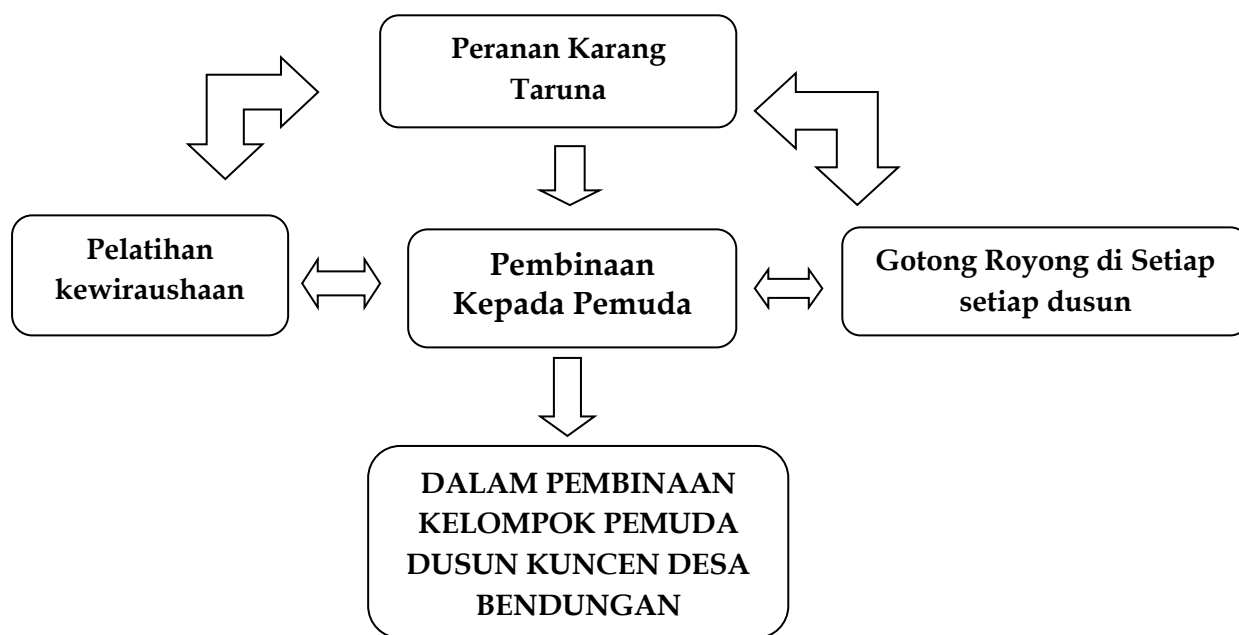 Peranan Karang
Taruna
Pelatihan
kewiraushaan
Pembinaan
Kepada Pemuda
Gotong Royong di Setiap
setiap dusun
DALAM PEMBINAAN
KELOMPOK PEMUDA
DUSUN KUNCEN DESA
BENDUNGAN